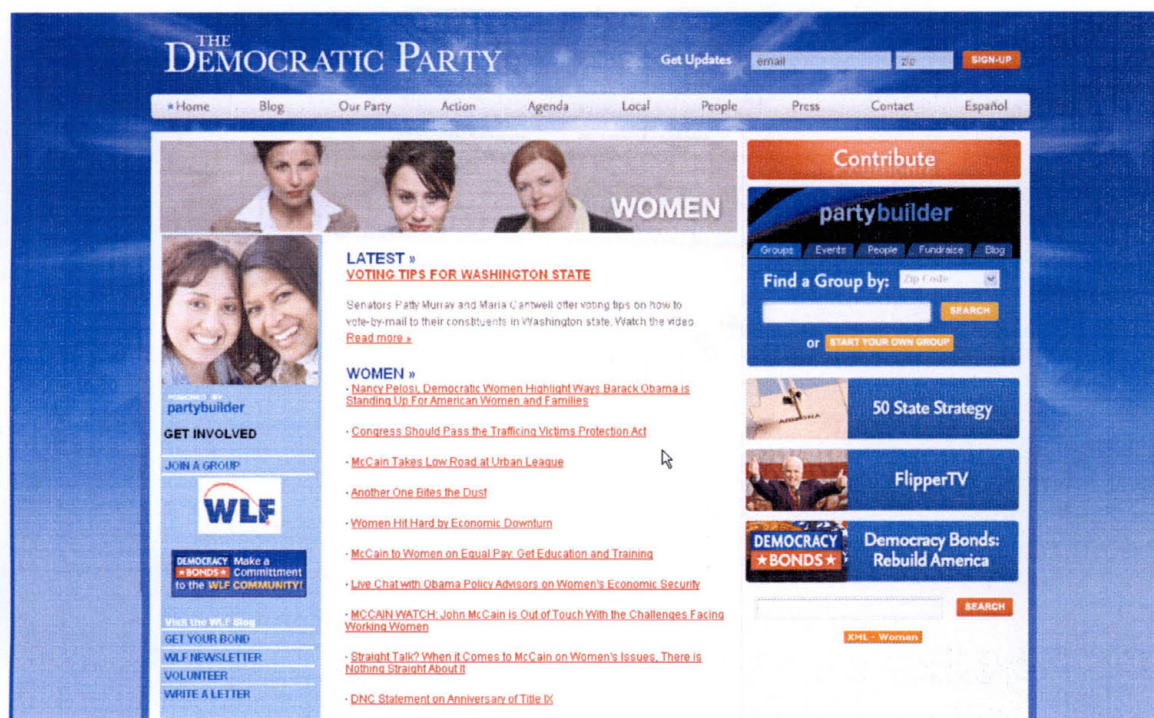 THE
DEMOCRATIC PARTY
Get Updates email zip SIGN-UP
Home Blog Our Party Action Agenda Local People Press Contact Español
WOMEN
Contribute
partybuilder
Groups Events People Fundraise Blog
Find a Group by: Zip Code
SEARCH
or START YOUR OWN GROUP
50 State Strategy
FlipperTV
DEMOCRACY
★BONDS★
Democracy Bonds:
Rebuild America
SEARCH
XML - Women
LATEST »
VOTING TIPS FOR WASHINGTON STATE
Senators Patty Murray and Maria Cantwell offer voting tips on how to
vote-by-mail to their constituents in Washington state. Watch the video.
Read more »
WOMEN »
· Nancy Pelosi, Democratic Women Highlight Ways Barack Obama is
Standing Up For American Women and Families
· Congress Should Pass the Trafficing Victims Protection Act
· McCain Takes Low Road at Urban League
· Another One Bites the Dust
· Women Hit Hard by Economic Downturn
· McCain to Women on Equal Pay: Get Education and Training
· Live Chat with Obama Policy Advisors on Women's Economic Security
· MCCAIN WATCH: John McCain is Out of Touch With the Challenges Facing
Working Women
· Straight Talk? When it Comes to McCain on Women's Issues, There is
Nothing Straight About It
· DNC Statement on Anniversary of Title IX
POWERED BY
partybuilder
GET INVOLVED
JOIN A GROUP
WLF
DEMOCRACY Make a
★BONDS★ Committment
to the WLF COMMUNITY!
Visit the WLF Blog
GET YOUR BOND
WLF NEWSLETTER
VOLUNTEER
WRITE A LETTER